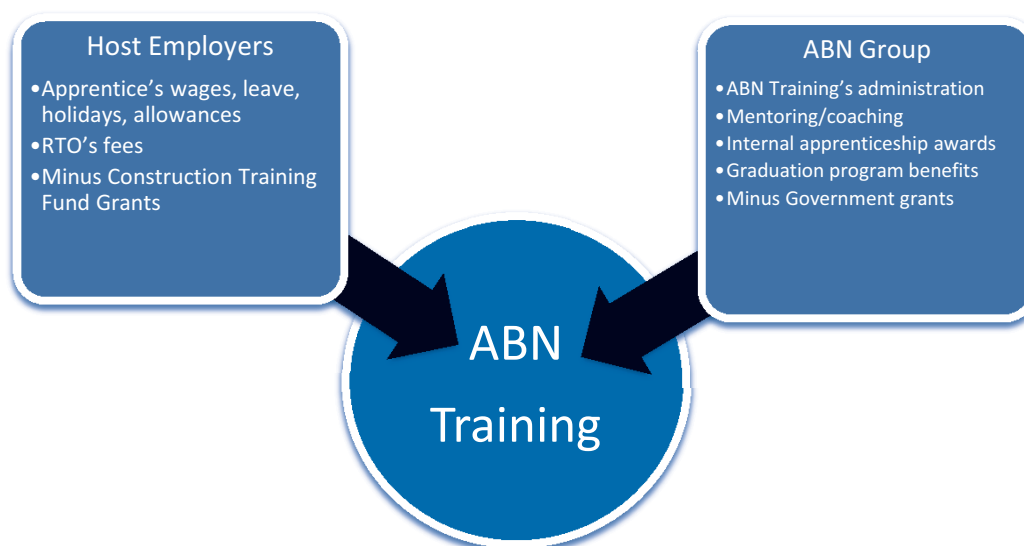 Host Employers
•Apprentice's wages, leave,
holidays, allowances
•RTO's fees
•Minus Construction Training
Fund Grants
ABN Group
•ABN Training's administration
•Mentoring/coaching
•Internal apprenticeship awards
•Graduation program benefits
•Minus Government grants
ABN
Training